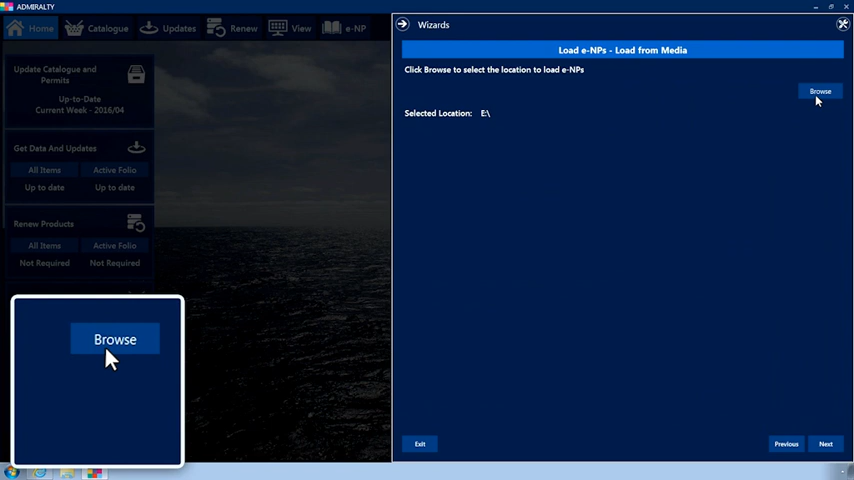 ADMIRALTY
Home Catalogue Updates Renew View e-NP
Update Catalogue and
Permits
Up-to-Date
Current Week - 2016/04
Get Data And Updates
All Items Active Folio
Up to date Up to date
Renew Products
All Items Active Folio
Not Required Not Required
Browse
Wizards
Load e-NPs - Load from Media
Click Browse to select the location to load e-NPs
Browse
Selected Location: E:\
Exit Previous Next